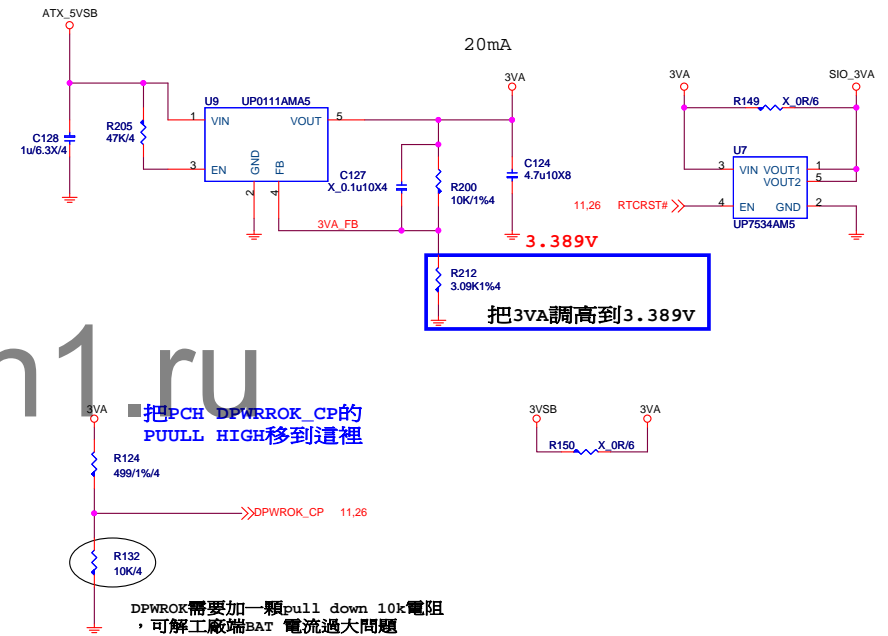 ATX_5VSB
20mA
3VA
3VA
SIO_3VA
R149
X_0R/6
U9
UP0111AMA5
1
VIN
VOUT
5
C128
1u/6.3X/4
R205
47K/4
3
EN
GND
FB
2
4
C127
X_0.1u10X4
R200
10K/1%4
C124
4.7u10X8
U7
3
VIN
VOUT1
1
VOUT2
5
11,26
RTCRST#
4
EN
GND
2
UP7534AM5
3VA_FB
3.389V
R212
3.09K1%4
把3VA調高到3.389V
n1.ru
3VA
把PCH DPWRROK_CP的
PUULL HIGH移到這裡
3VSB
3VA
R150
X_0R/6
R124
499/1%/4
DPWROK_CP
11,26
R132
10K/4
DPWROK需要加一顆pull down 10k電阻
，可解工廠端BAT 電流過大問題